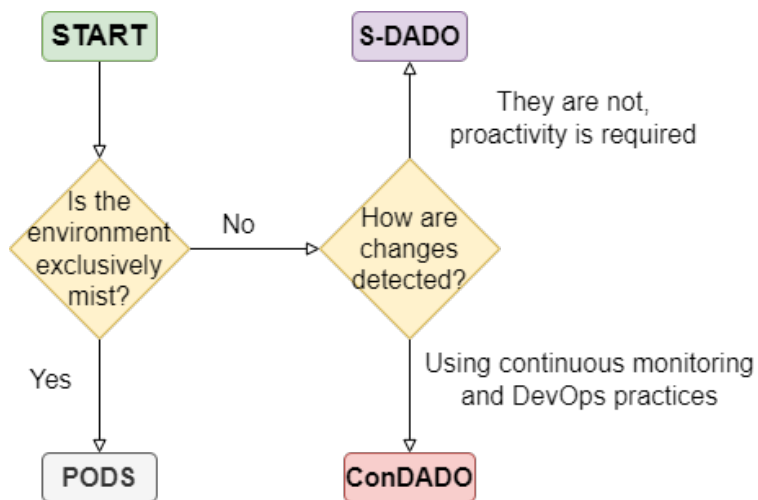 START
S-DADO
They are not,
proactivity is required
Is the
environment
exclusively
mist?
No
How are
changes
detected?
Yes
Using continuous monitoring
and DevOps practices
PODS
ConDADO